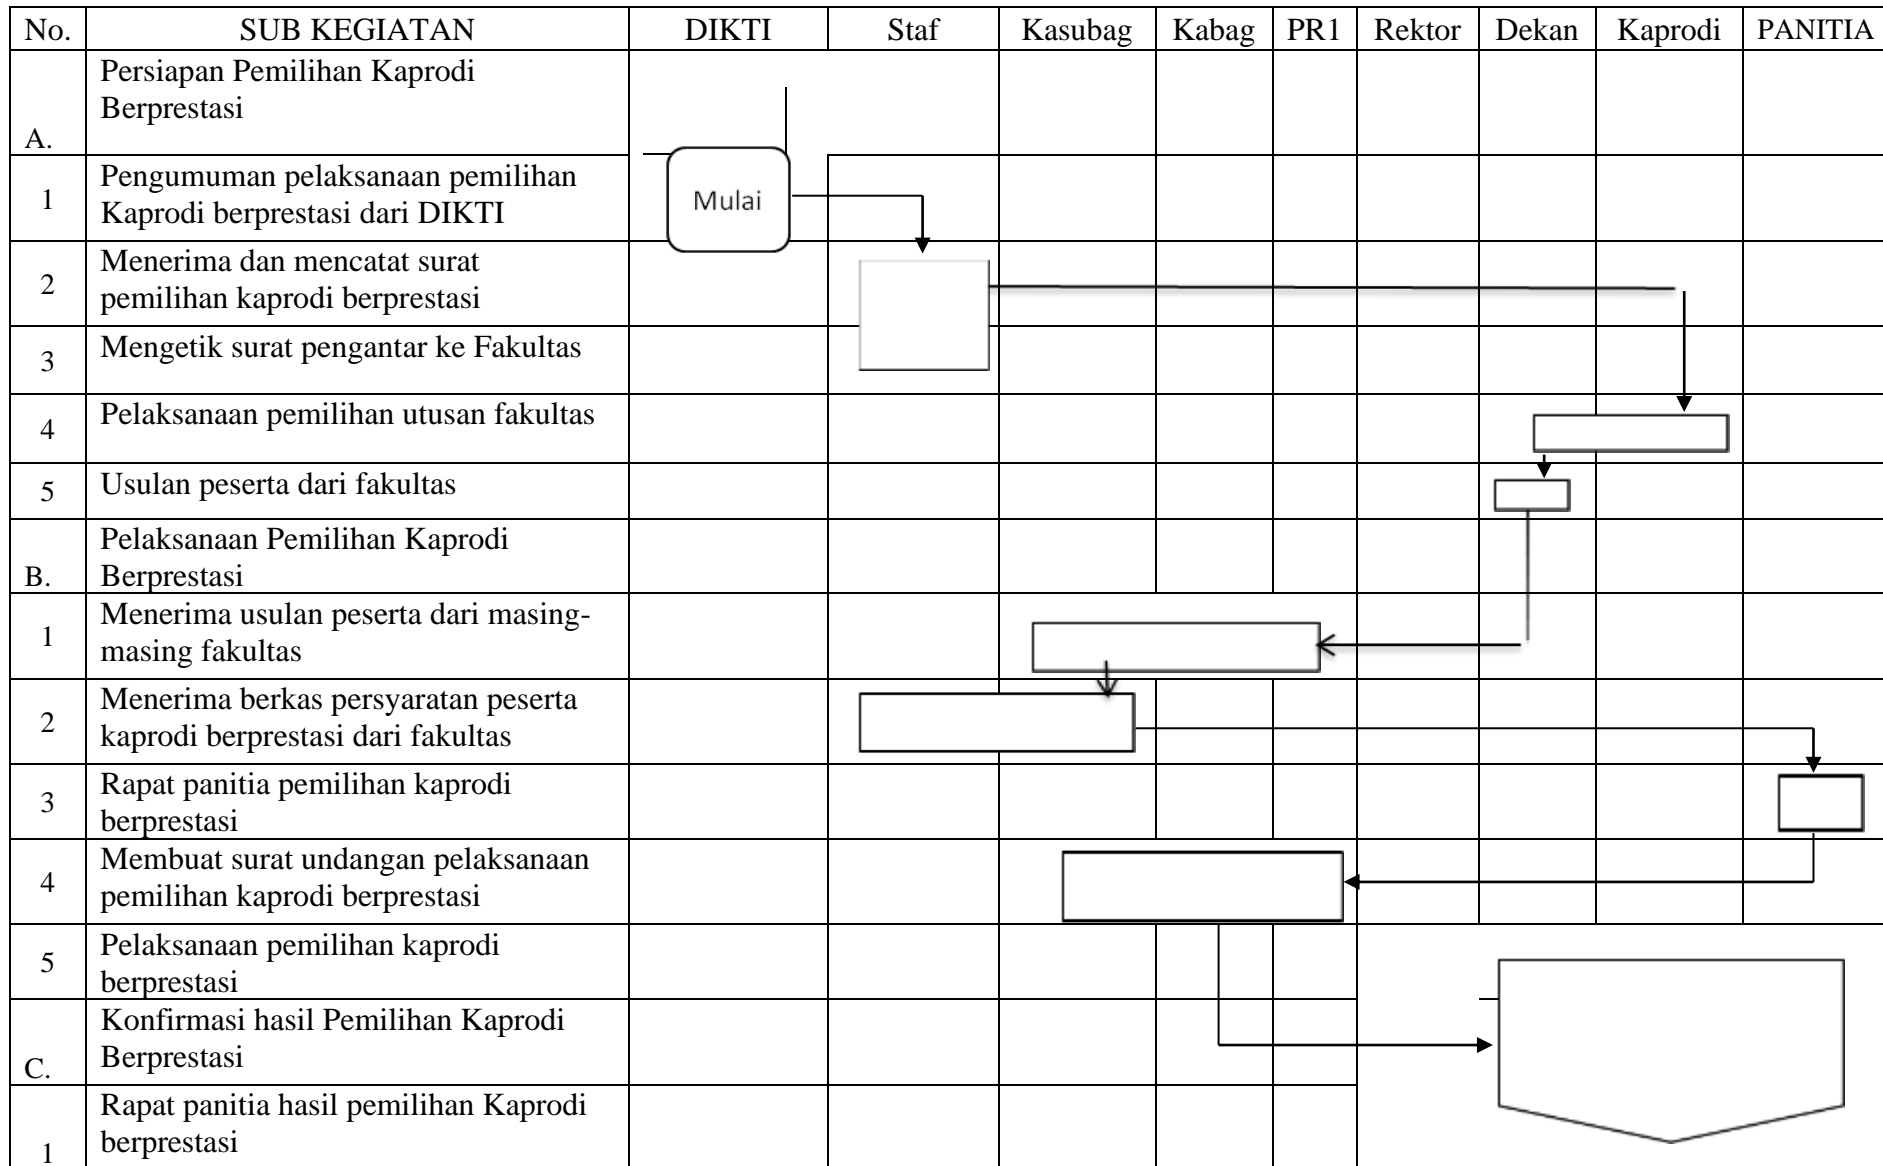 No. SUB KEGIATAN DIKTI Staf Kasubag Kabag PR1 Rektor Dekan Kaprodi PANITIA
A. Persiapan Pemilihan Kaprodi
Berprestasi
1 Pengumuman pelaksanaan pemilihan
Kaprodi berprestasi dari DIKTI
Mulai
2 Menerima dan mencatat surat
pemilihan kaprodi berprestasi
3 Mengetik surat pengantar ke Fakultas
4 Pelaksanaan pemilihan utusan fakultas
5 Usulan peserta dari fakultas
B. Pelaksanaan Pemilihan Kaprodi
Berprestasi
1 Menerima usulan peserta dari masing-
masing fakultas
2 Menerima berkas persyaratan peserta
kaprodi berprestasi dari fakultas
3 Rapat panitia pemilihan kaprodi
berprestasi
4 Membuat surat undangan pelaksanaan
pemilihan kaprodi berprestasi
5 Pelaksanaan pemilihan kaprodi
berprestasi
C. Konfirmasi hasil Pemilihan Kaprodi
Berprestasi
1 Rapat panitia hasil pemilihan Kaprodi
berprestasi